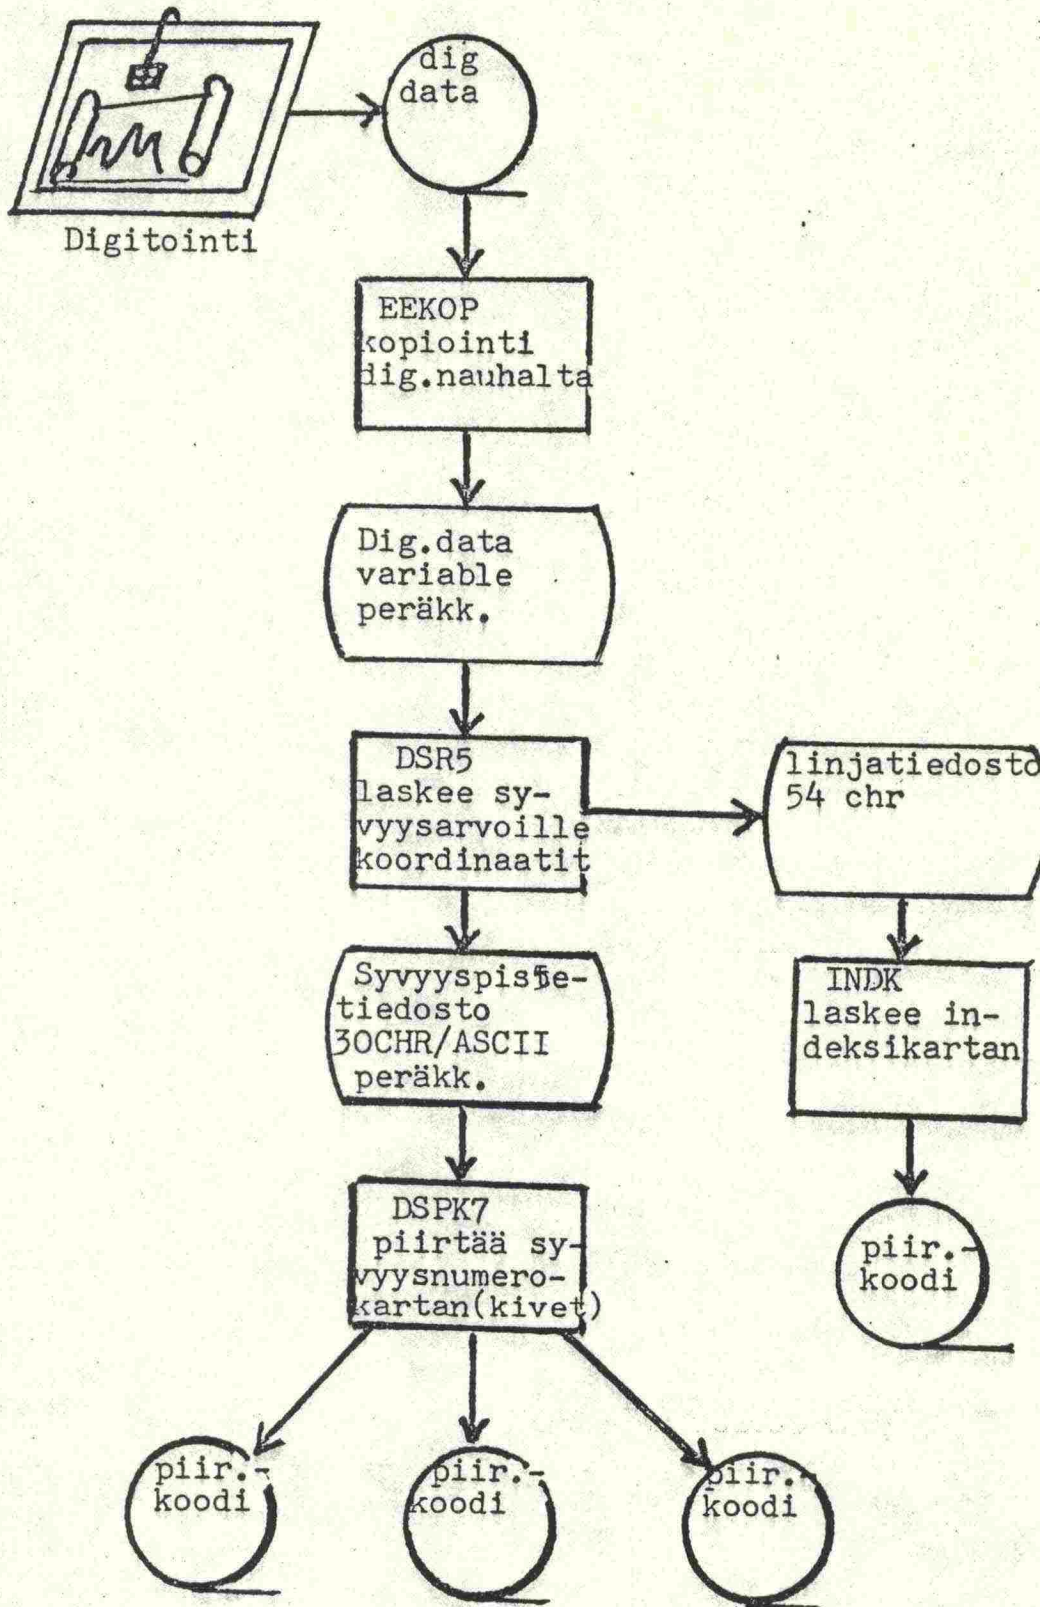 dig
data
Digitointi
EEKOP
kopiointi
dig.nauhalta
Dig.data
variable
peräkk.
DSR5
laskee sy-
vyysarvoille
koordinaatit
linjatiedosto
54 chr
Syvyyspiste-
tiedosto
30CHR/ASCII
peräkk.
INDK
laskee in-
deksikartan
DSPK7
piirtää sy-
vyysnumero-
kartan(kivet)
piir.-
koodi
piir.-
koodi
piir.-
koodi
piir.-
koodi